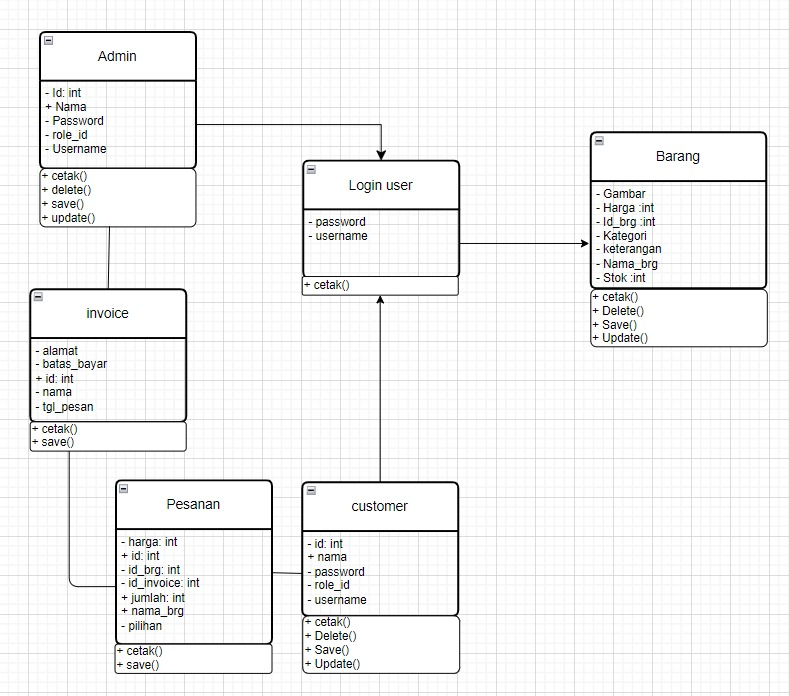 Admin
- Id: int
+ Nama
- Password
- role_id
- Username
+ cetak()
+ delete()
+ save()
+ update()
Login user
- password
- username
+ cetak()
Barang
- Gambar
- Harga :int
- Id_brg :int
- Kategori
- keterangan
- Nama_brg
- Stok :int
+ cetak()
+ Delete()
+ Save()
+ Update()
invoice
- alamat
- batas_bayar
+ id: int
- nama
- tgl_pesan
+ cetak()
+ save()
Pesanan
- harga: int
+ id: int
- id_brg: int
- id_invoice: int
+ jumlah: int
+ nama_brg
- pilihan
+ cetak()
+ save()
customer
- id: int
+ nama
- password
- role_id
- username
+ cetak()
+ Delete()
+ Save()
+ Update()